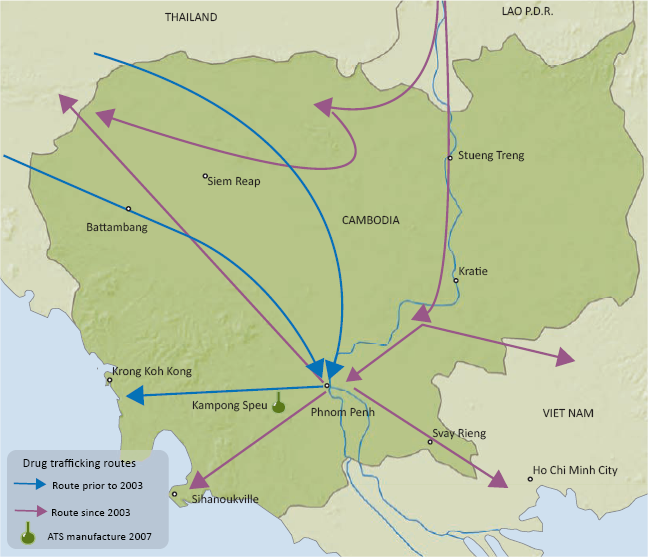 THAILAND
LAO P.D.R.
Stueng Treng
Siem Reap
CAMBODIA
Battambang
Kratie
Krong Koh Kong
Kampong Speu
Phnom Penh
VIET NAM
Svay Rieng
Ho Chi Minh City
Sihanoukville
Drug trafficking routes
Route prior to 2003
Route since 2003
ATS manufacture 2007